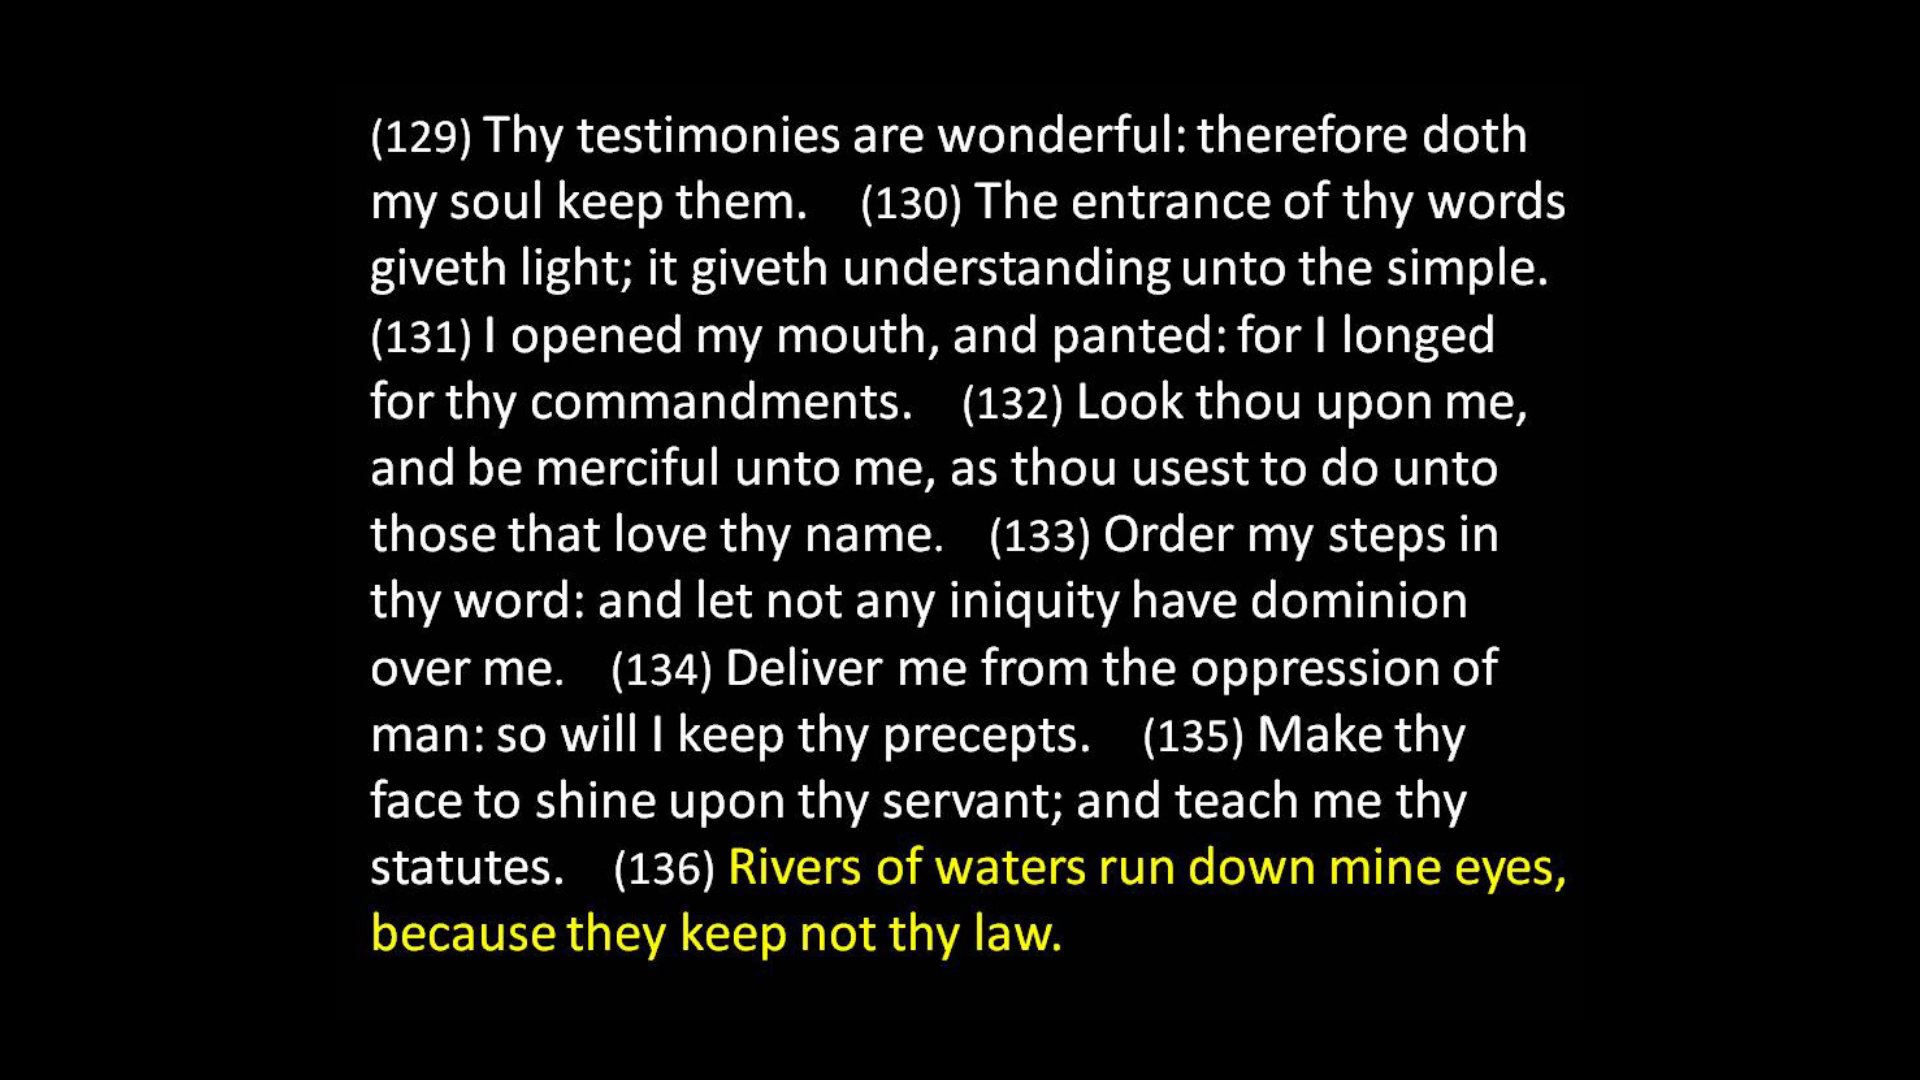 (129) Thy testimonies are wonderful: therefore doth
my soul keep them. (130) The entrance of thy words
giveth light; it giveth understanding unto the simple.
(131) I opened my mouth, and panted: for I longed
for thy commandments. (132) Look thou upon me,
and be merciful unto me, as thou usest to do unto
those that love thy name. (133) Order my steps in
thy word: and let not any iniquity have dominion
over me. (134) Deliver me from the oppression of
man: so will I keep thy precepts. (135) Make thy
face to shine upon thy servant; and teach me thy
statutes. (136) Rivers of waters run down mine eyes,
because they keep not thy law.